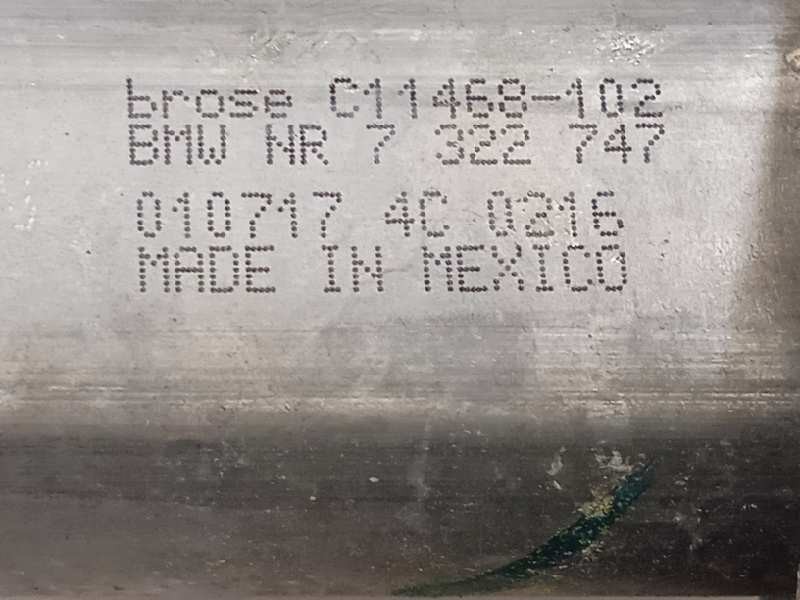 brose C11468-102
BMW NR 7 322 747
010717 4C 0216
MADE IN MEXICO